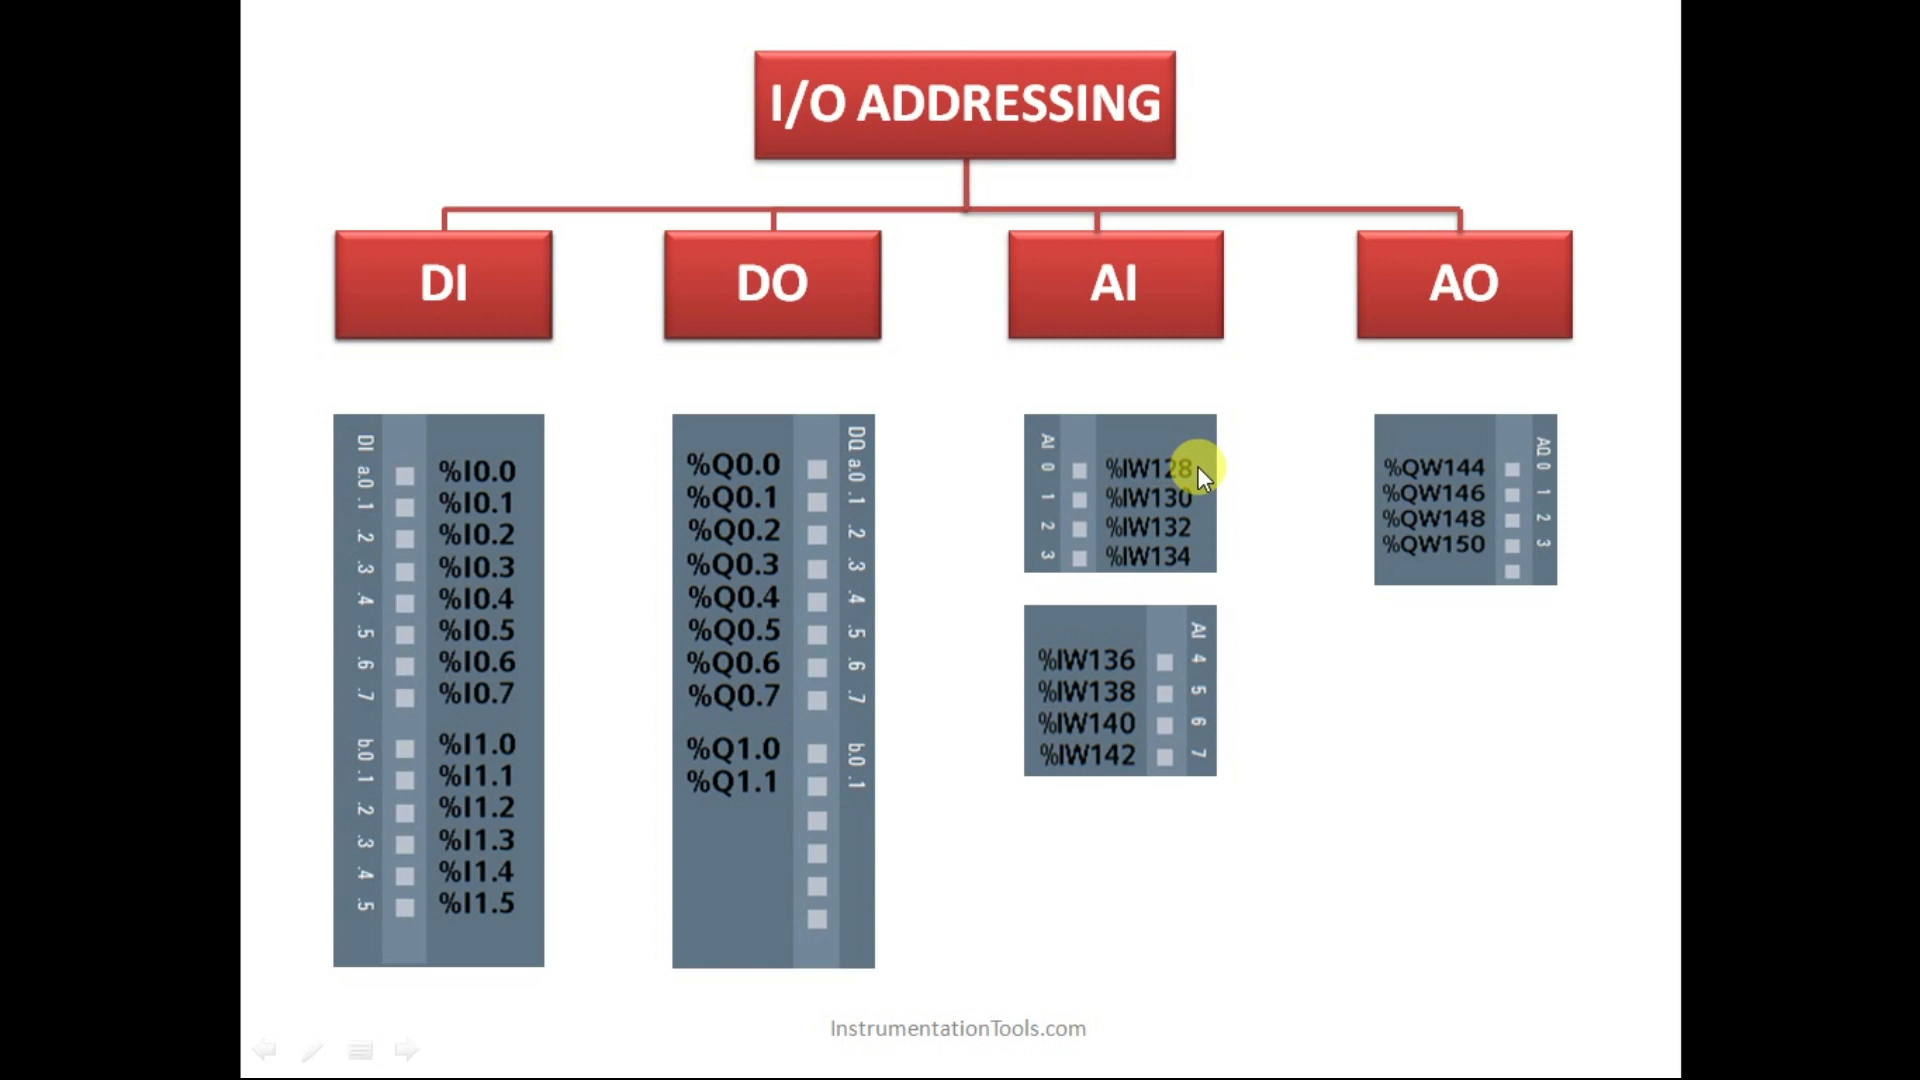 I/O ADDRESSING
DI
DO
AI
AO
DI a.0 .1 .2 .3 .4 .5 .6 .7 b.0 .1 .2 .3 .4 .5
%I0.0
%I0.1
%I0.2
%I0.3
%I0.4
%I0.5
%I0.6
%I0.7
%I1.0
%I1.1
%I1.2
%I1.3
%I1.4
%I1.5
%Q0.0
%Q0.1
%Q0.2
%Q0.3
%Q0.4
%Q0.5
%Q0.6
%Q0.7
%Q1.0
%Q1.1
DQ a.0 .1 .2 .3 .4 .5 .6 .7 b.0 .1
AI 0 1 2 3
%IW128
%IW130
%IW132
%IW134
%IW136
%IW138
%IW140
%IW142
AI 4 5 6 7
%QW144
%QW146
%QW148
%QW150
AQ 0 1 2 3
InstrumentationTools.com